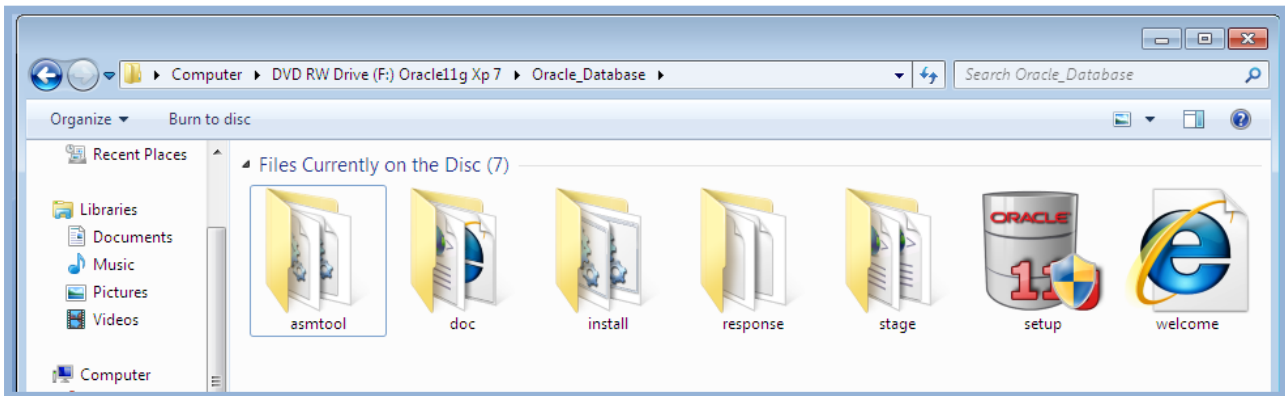 Computer ▸ DVD RW Drive (F:) Oracle11g Xp 7 ▸ Oracle_Database ▸
Search Oracle_Database
Organize
Burn to disc
Recent Places
Files Currently on the Disc (7)
Libraries
Documents
Music
Pictures
Videos
Computer
ORACLE
11g
asmtool
doc
install
response
stage
setup
welcome